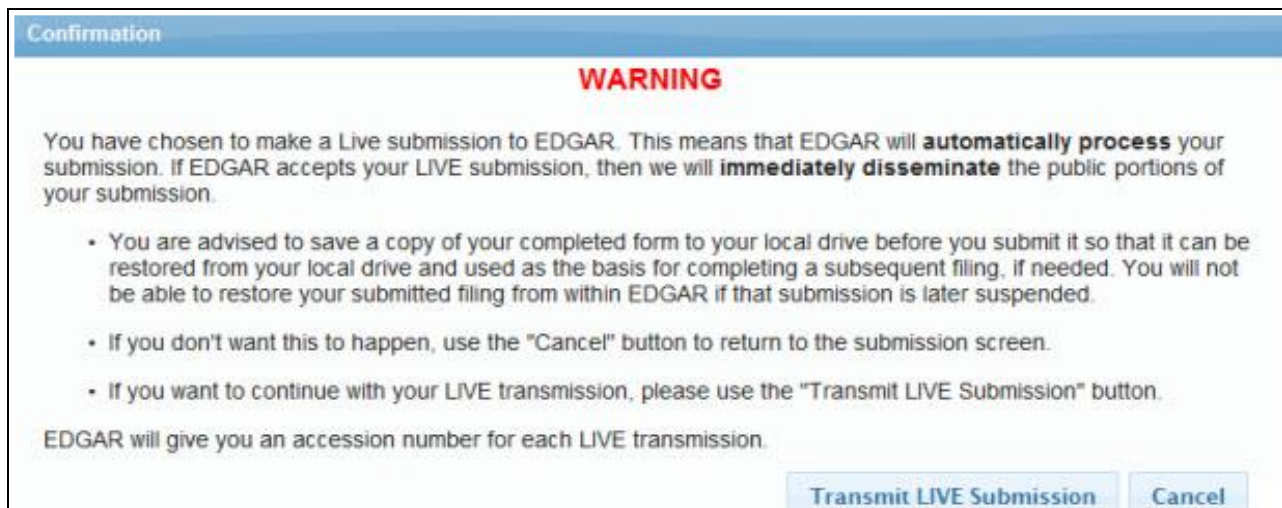 Confirmation
WARNING
You have chosen to make a Live submission to EDGAR. This means that EDGAR will automatically process your
submission. If EDGAR accepts your LIVE submission, then we will immediately disseminate the public portions of
your submission.
• You are advised to save a copy of your completed form to your local drive before you submit it so that it can be
restored from your local drive and used as the basis for completing a subsequent filing, if needed. You will not
be able to restore your submitted filing from within EDGAR if that submission is later suspended.
• If you don't want this to happen, use the "Cancel" button to return to the submission screen.
• If you want to continue with your LIVE transmission, please use the "Transmit LIVE Submission" button.
EDGAR will give you an accession number for each LIVE transmission.
Transmit LIVE Submission Cancel